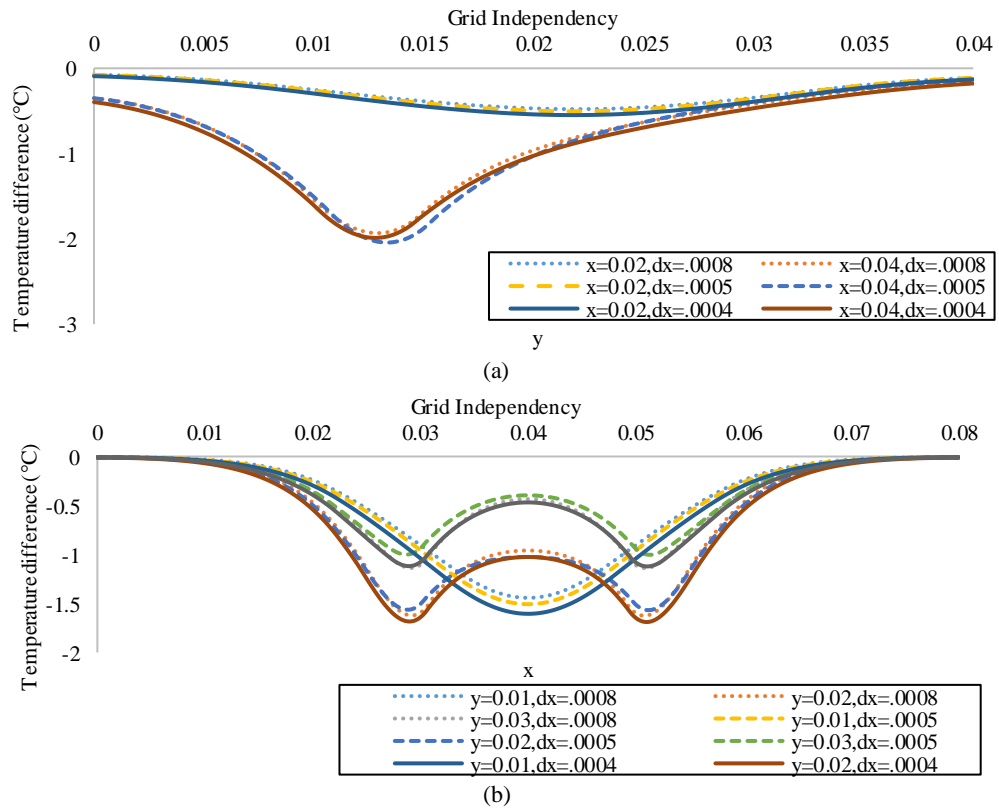 Grid Independency
0 0.005 0.01 0.015 0.02 0.025 0.03 0.035 0.04
0
-1
-2
-3
Temperature difference (°C)
x=0.02,dx=.0008 x=0.04,dx=.0008
x=0.02,dx=.0005 x=0.04,dx=.0005
x=0.02,dx=.0004 x=0.04,dx=.0004
y
(a)
Grid Independency
0 0.01 0.02 0.03 0.04 0.05 0.06 0.07 0.08
0
-0.5
-1
-1.5
-2
Temperature difference (°C)
x
y=0.01,dx=.0008 y=0.02,dx=.0008
y=0.03,dx=.0008 y=0.01,dx=.0005
y=0.02,dx=.0005 y=0.03,dx=.0005
y=0.01,dx=.0004 y=0.02,dx=.0004
(b)